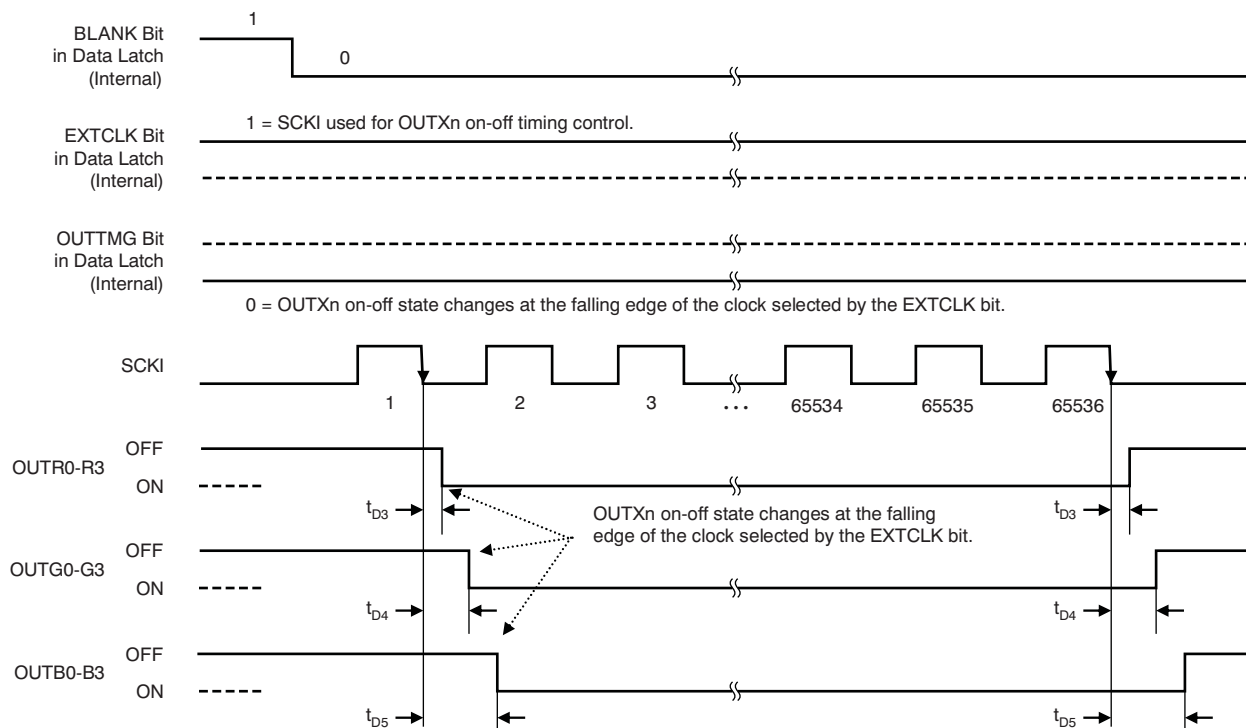 1
BLANK Bit
in Data Latch
(Internal)
0
1 = SCKI used for OUTXn on-off timing control.
EXTCLK Bit
in Data Latch
(Internal)
OUTTMG Bit
in Data Latch
(Internal)
0 = OUTXn on-off state changes at the falling edge of the clock selected by the EXTCLK bit.
SCKI
1 2 3 ... 65534 65535 65536
OFF
OUTR0-R3
ON
tD3 tD3
OUTXn on-off state changes at the falling
edge of the clock selected by the EXTCLK bit.
OFF
OUTG0-G3
ON
tD4 tD4
OFF
OUTB0-B3
ON
tD5 tD5